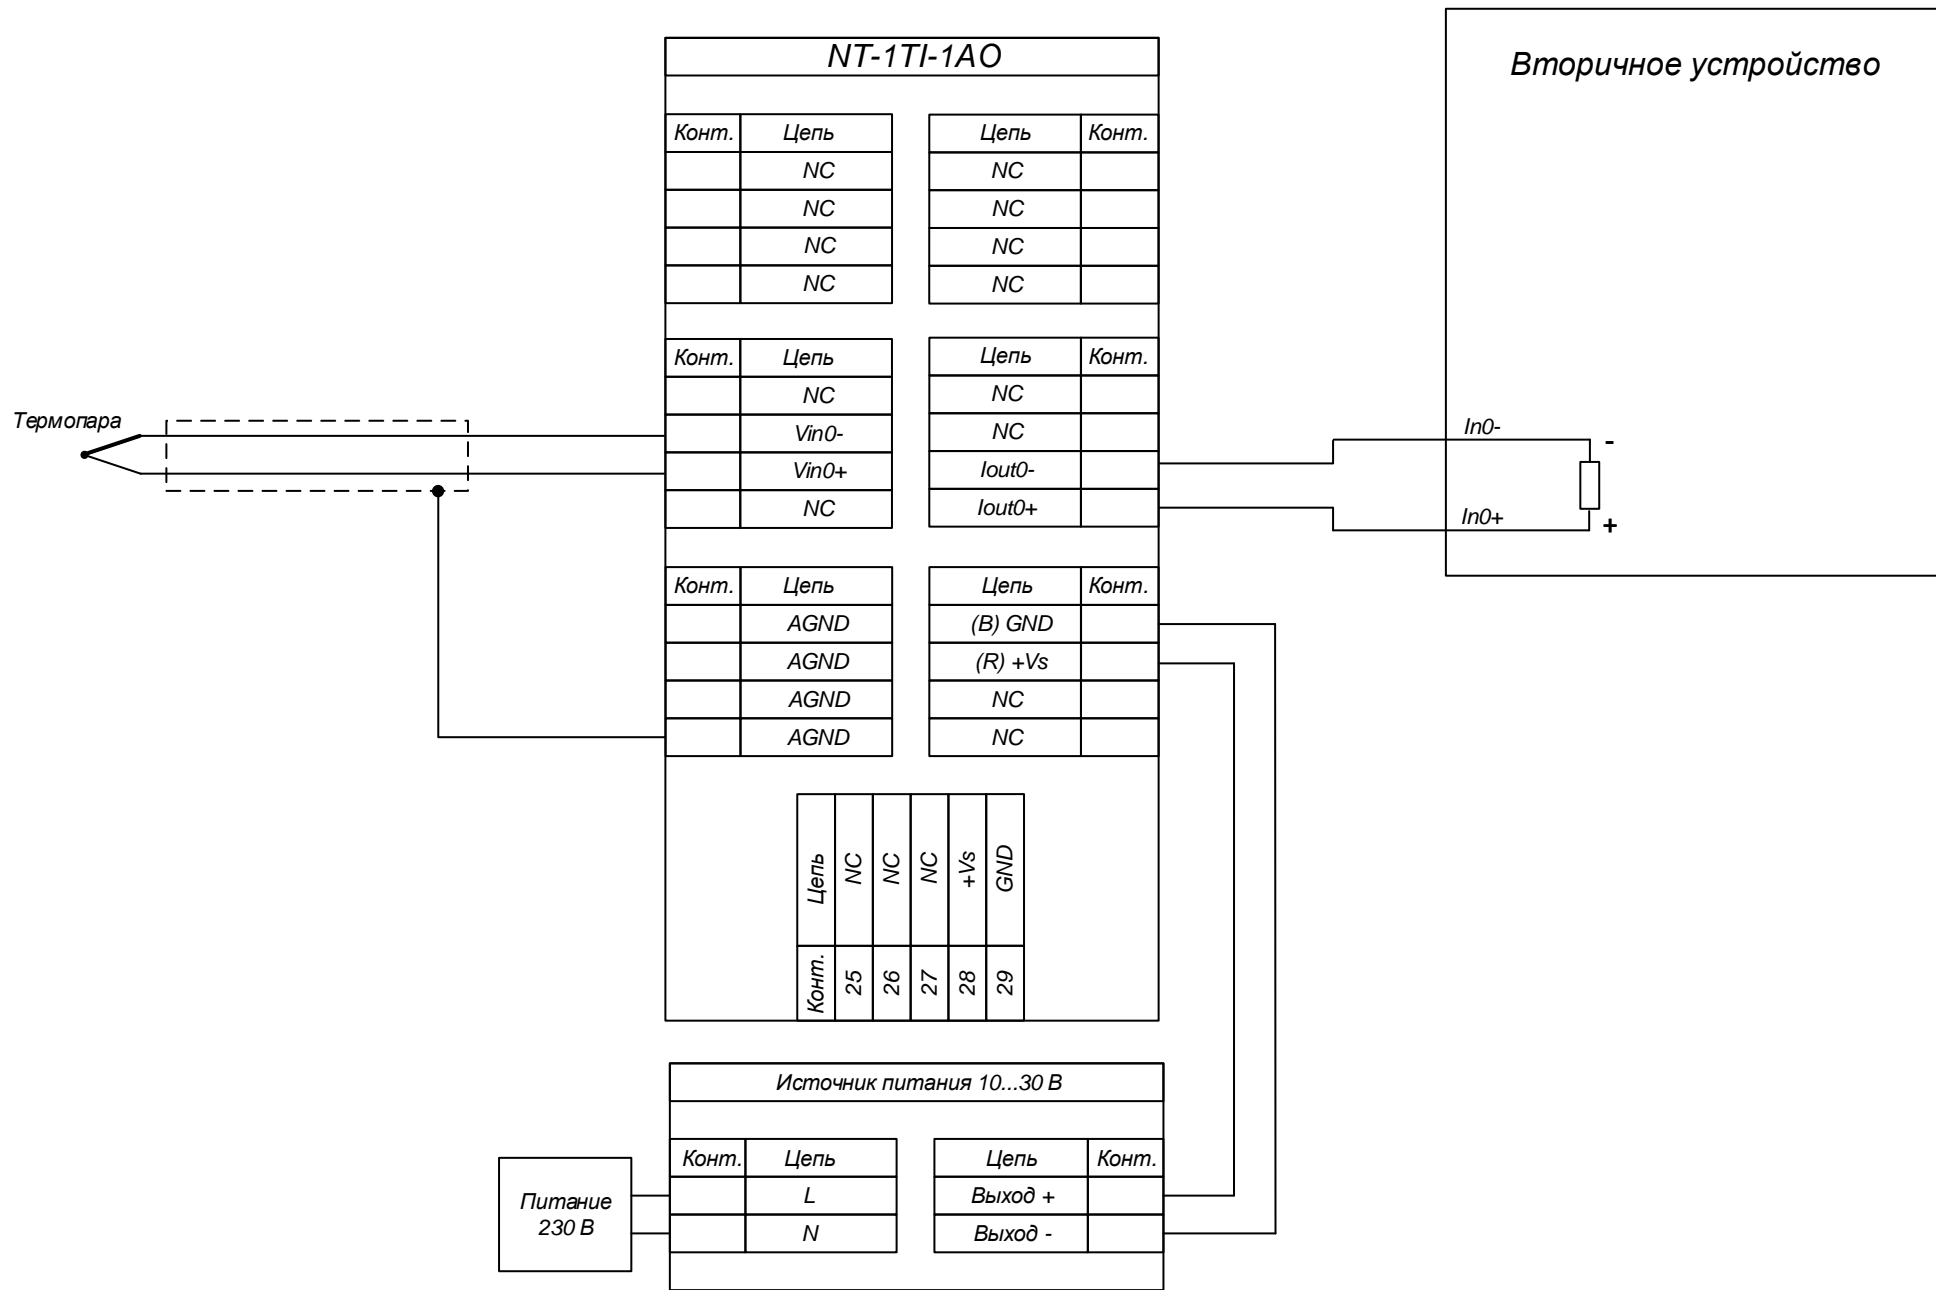 NT-1TI-1AO
Вторичное устройство
Конт. Цепь
NC
NC
NC
NC
Цепь Конт.
NC
NC
NC
NC
Термопара
Конт. Цепь
NC
Vin0-
Vin0+
NC
Цепь Конт.
NC
NC
Iout0-
Iout0+
In0-
-
In0+
+
Конт. Цепь
AGND
AGND
AGND
AGND
Цепь Конт.
(B) GND
(R) +Vs
NC
NC
Цепь NC NC NC +Vs GND
Конт. 25 26 27 28 29
Источник питания 10...30 В
Питание
230 В
Конт. Цепь
L
N
Цепь Конт.
Выход +
Выход -